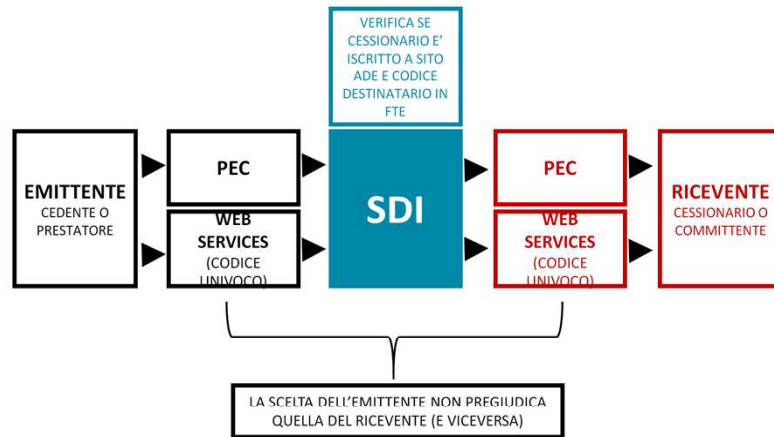 VERIFICA SE
CESSIONARIO E'
ISCRITTO A SITO
ADE E CODICE
DESTINATARIO IN
FTE
EMITTENTE
CEDENTE O
PRESTATORE
PEC
WEB
SERVICES
(CODICE
UNIVOCO)
SDI
PEC
WEB
SERVICES
(CODICE
UNIVOCO)
RICEVENTE
CESSIONARIO O
COMMITTENTE
LA SCELTA DELL'EMITTENTE NON PREGIUDICA
QUELLA DEL RICEVENTE (E VICEVERSA)